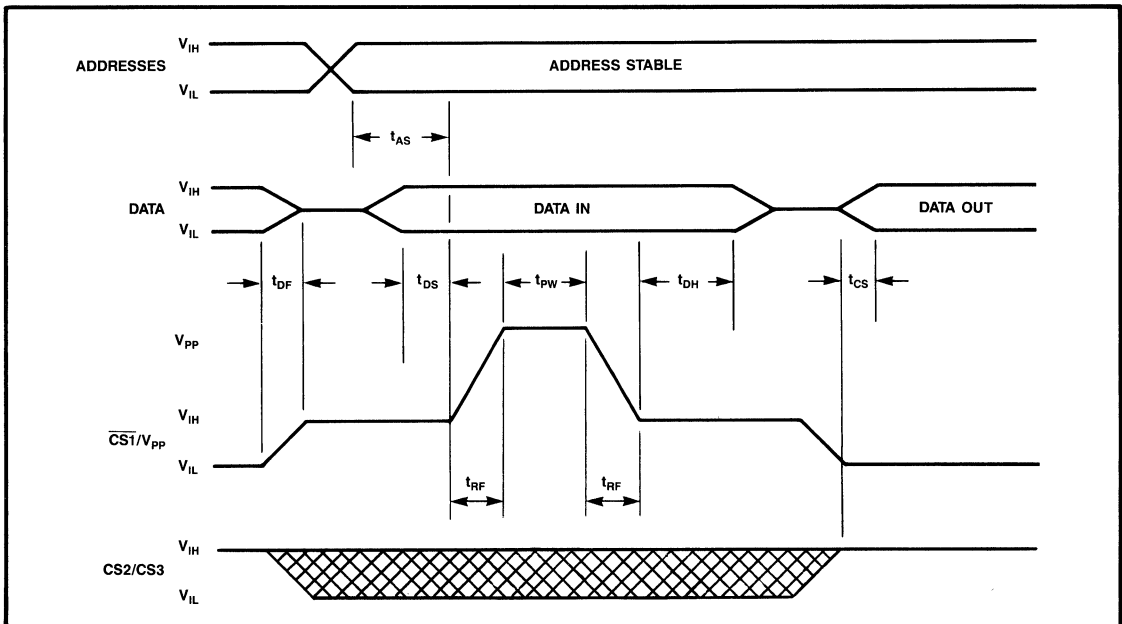 V_IH
ADDRESSES
ADDRESS STABLE
V_IL
t_AS
V_IH
DATA
DATA IN
DATA OUT
V_IL
t_DF
t_DS
t_PW
t_DH
t_CS
V_PP
V_IH
CS1/V_PP
V_IL
t_RF
t_RF
V_IH
CS2/CS3
V_IL